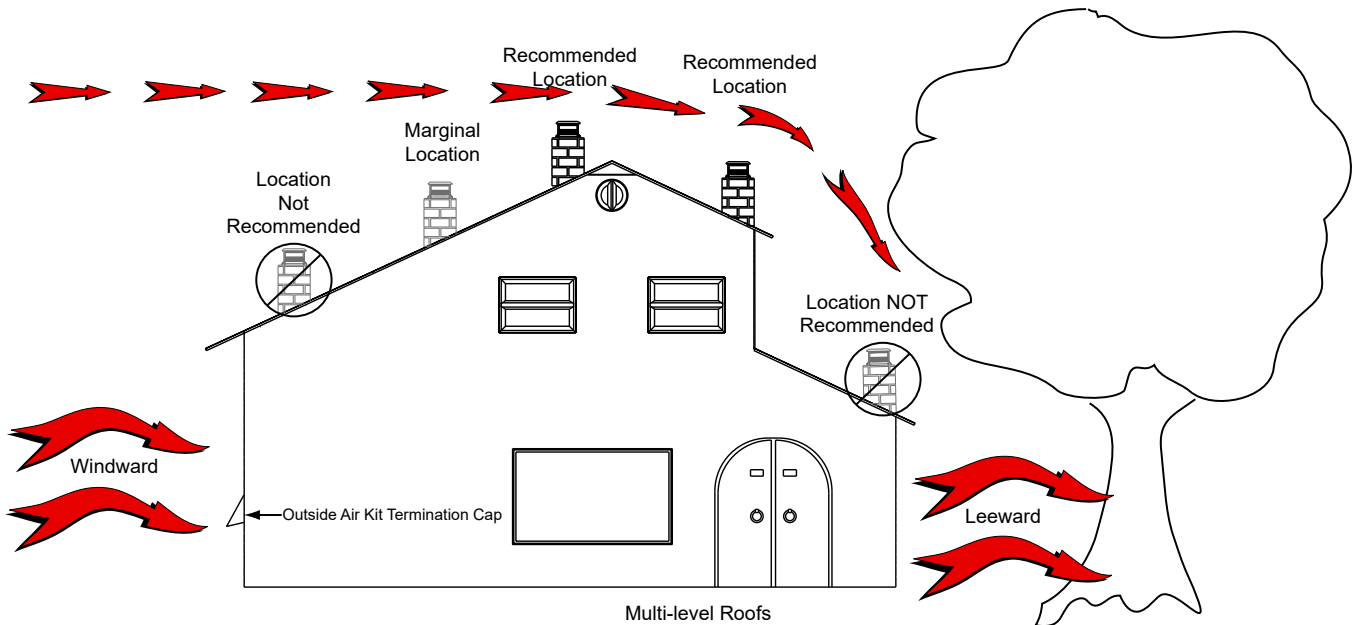 Recommended
Location
Recommended
Location
Marginal
Location
Location
Not
Recommended
Location NOT
Recommended
Windward
Outside Air Kit Termination Cap
Leeward
Multi-level Roofs